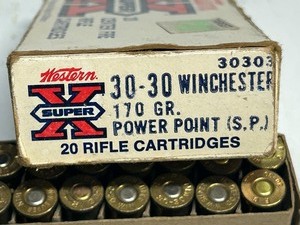 30303
Western
SUPER X
30-30 WINCHESTER
170 GR.
POWER POINT (S.P.)
20 RIFLE CARTRIDGES